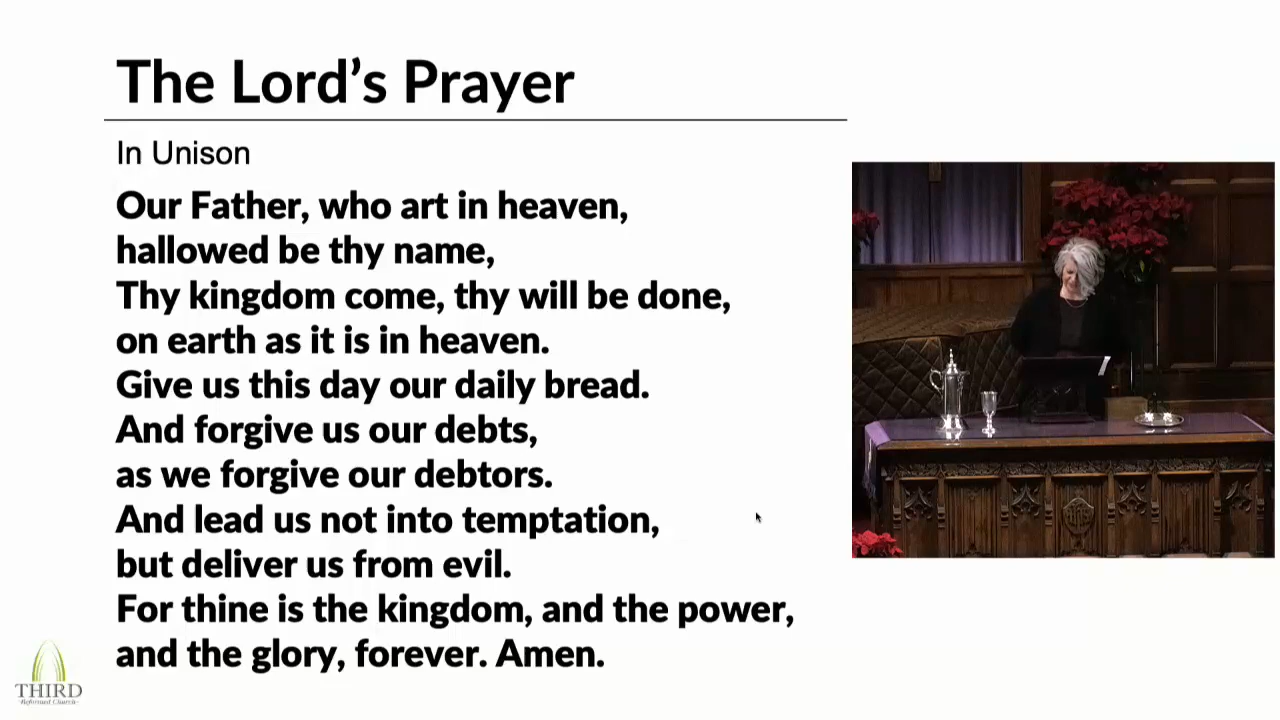 The Lord's Prayer
In Unison
Our Father, who art in heaven,
hallowed be thy name,
Thy kingdom come, thy will be done,
on earth as it is in heaven.
Give us this day our daily bread.
And forgive us our debts,
as we forgive our debtors.
And lead us not into temptation,
but deliver us from evil.
For thine is the kingdom, and the power,
and the glory, forever. Amen.
THIRD
Reformed Church